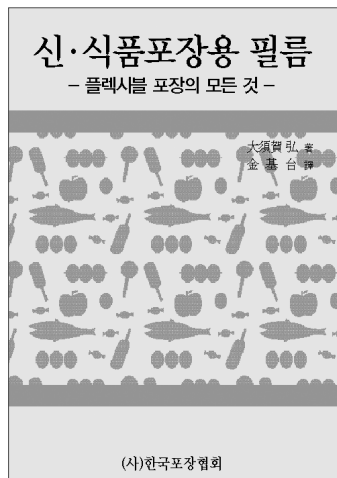 신·식품포장용 필름
- 플렉시블 포장의 모든 것 -
大須賀 弘 著
金 基 台 譯
(사)한국포장협회